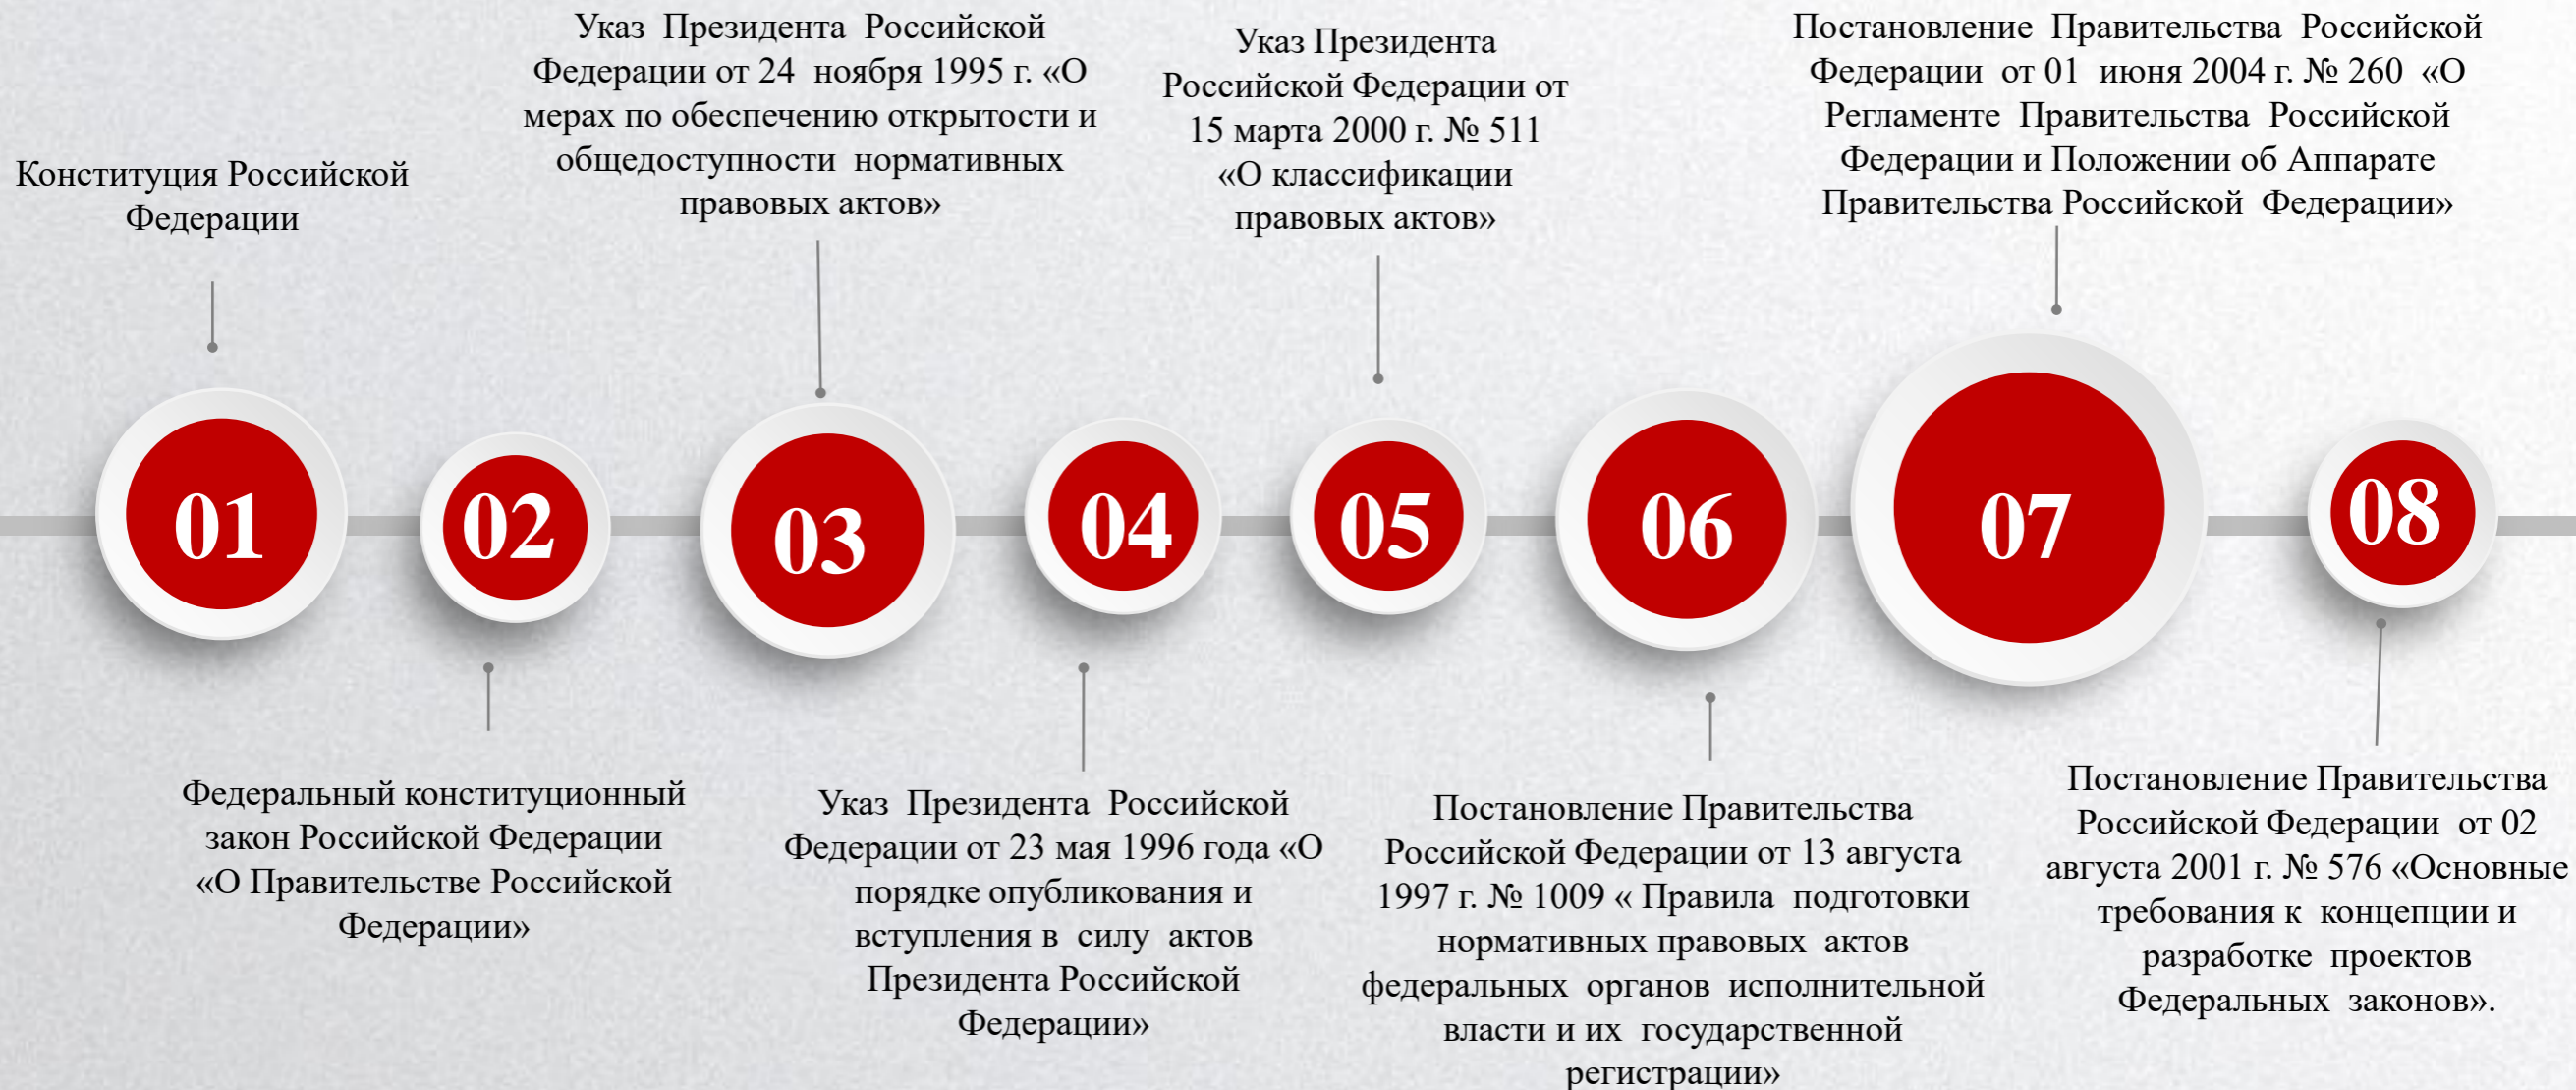 Конституция Российской
Федерации
01
Федеральный конституционный
закон Российской Федерации
«О Правительстве Российской
Федерации»
02
Указ Президента Российской
Федерации от 24 ноября 1995 г. «О
мерах по обеспечению открытости и
общедоступности нормативных
правовых актов»
03
Указ Президента Российской
Федерации от 23 мая 1996 года «О
порядке опубликования и
вступления в силу актов
Президента Российской
Федерации»
04
Указ Президента
Российской Федерации от
15 марта 2000 г. № 511
«О классификации
правовых актов»
05
Постановление Правительства
Российской Федерации от 13 августа
1997 г. № 1009 « Правила подготовки
нормативных правовых актов
федеральных органов исполнительной
власти и их государственной
регистрации»
06
Постановление Правительства Российской
Федерации от 01 июня 2004 г. № 260 «О
Регламенте Правительства Российской
Федерации и Положении об Аппарате
Правительства Российской Федерации»
07
Постановление Правительства
Российской Федерации от 02
августа 2001 г. № 576 «Основные
требования к концепции и
разработке проектов
Федеральных законов».
08